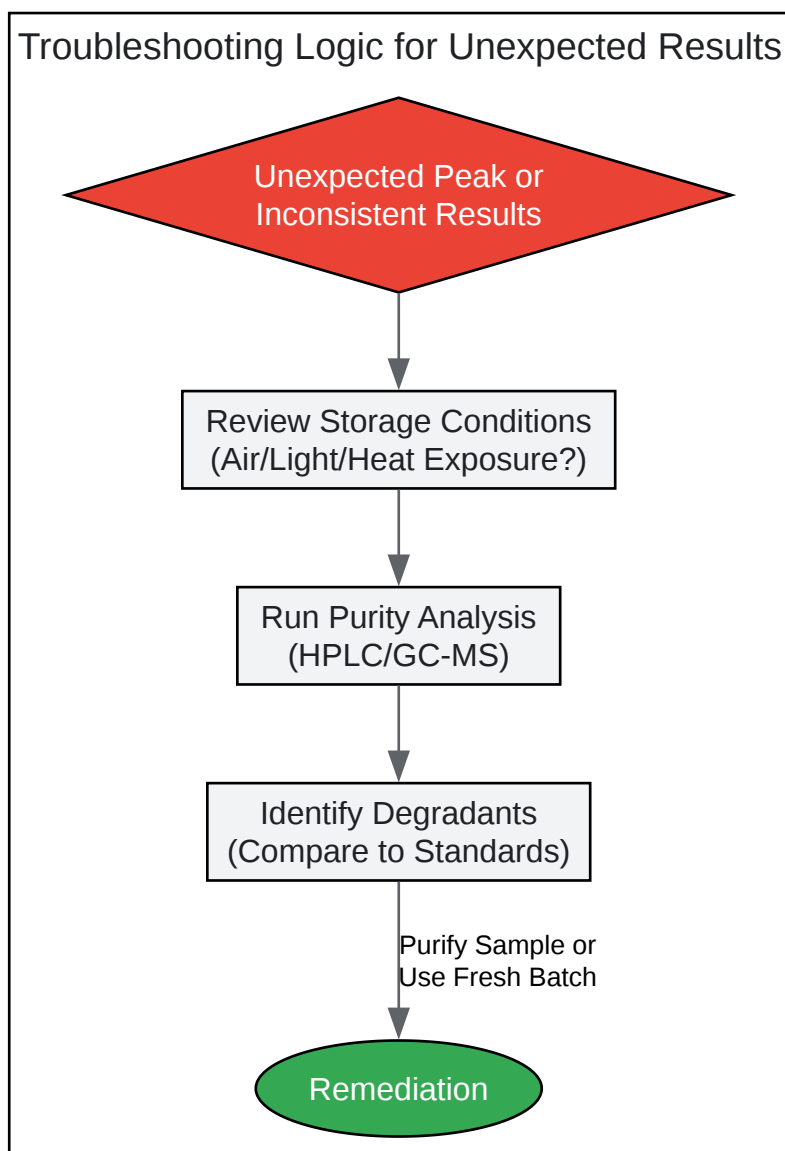 Troubleshooting Logic for Unexpected Results
Unexpected Peak or
Inconsistent Results
Review Storage Conditions
(Air/Light/Heat Exposure?)
Run Purity Analysis
(HPLC/GC-MS)
Identify Degradants
(Compare to Standards)
Purify Sample or
Use Fresh Batch
Remediation